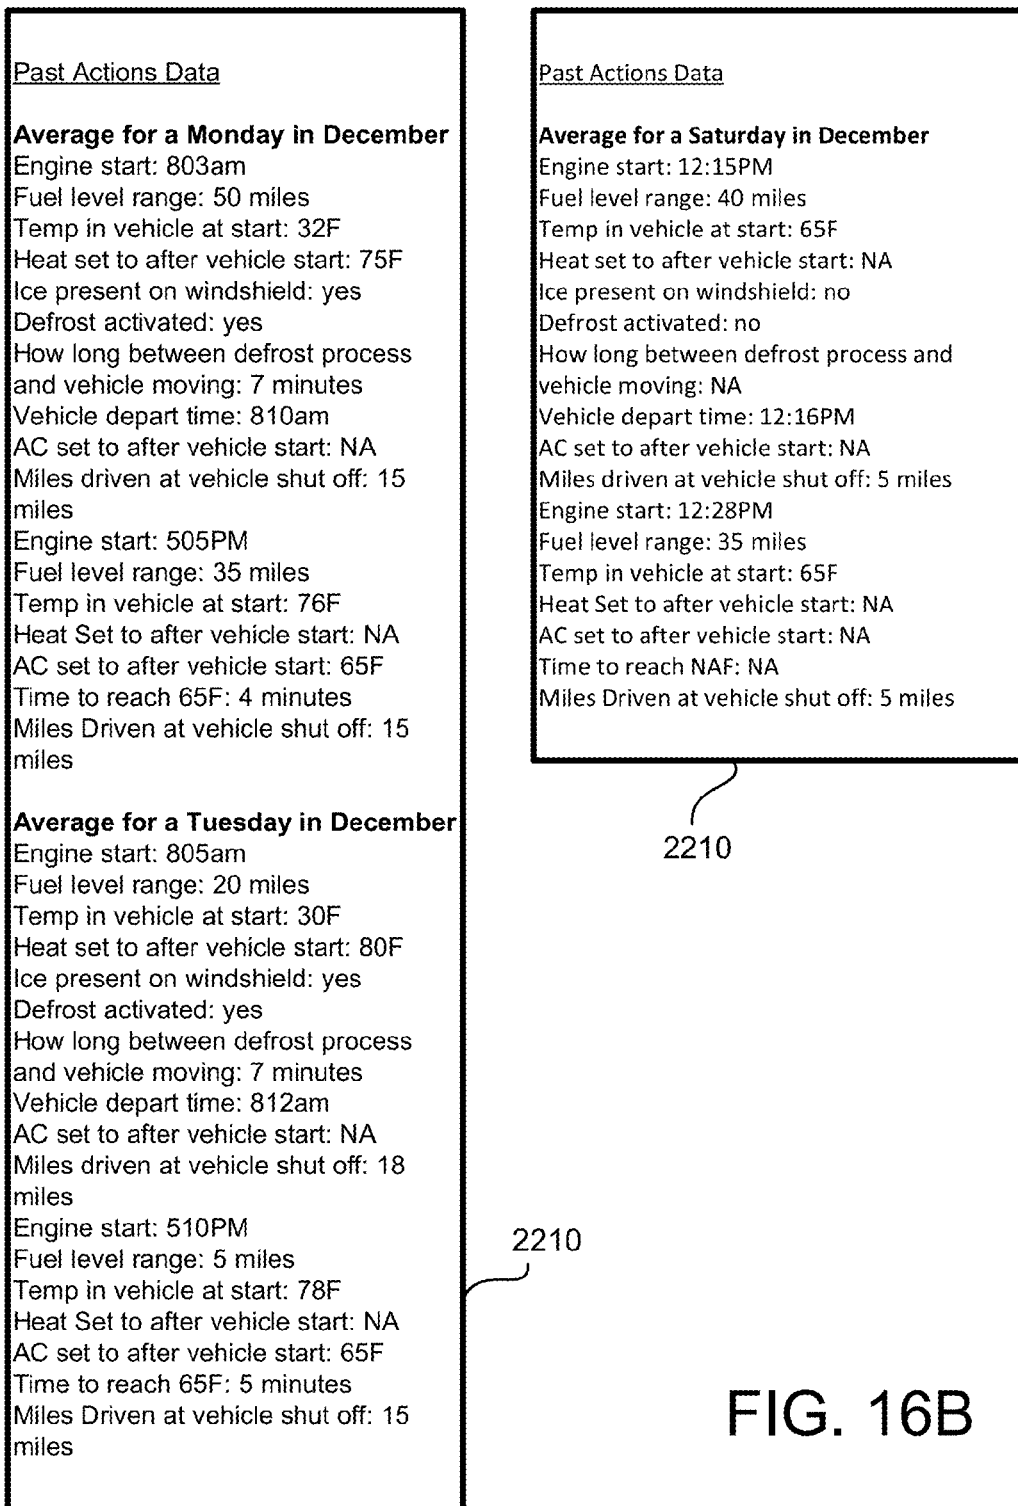 Past Actions Data
Average for a Monday in December
Engine start: 803am
Fuel level range: 50 miles
Temp in vehicle at start: 32F
Heat set to after vehicle start: 75F
Ice present on windshield: yes
Defrost activated: yes
How long between defrost process
and vehicle moving: 7 minutes
Vehicle depart time: 810am
AC set to after vehicle start: NA
Miles driven at vehicle shut off: 15
miles
Engine start: 505PM
Fuel level range: 35 miles
Temp in vehicle at start: 76F
Heat Set to after vehicle start: NA
AC set to after vehicle start: 65F
Time to reach 65F: 4 minutes
Miles Driven at vehicle shut off: 15
miles
Average for a Tuesday in December
Engine start: 805am
Fuel level range: 20 miles
Temp in vehicle at start: 30F
Heat set to after vehicle start: 80F
Ice present on windshield: yes
Defrost activated: yes
How long between defrost process
and vehicle moving: 7 minutes
Vehicle depart time: 812am
AC set to after vehicle start: NA
Miles driven at vehicle shut off: 18
miles
Engine start: 510PM
Fuel level range: 5 miles
Temp in vehicle at start: 78F
Heat Set to after vehicle start: NA
AC set to after vehicle start: 65F
Time to reach 65F: 5 minutes
Miles Driven at vehicle shut off: 15
miles
2210
Past Actions Data
Average for a Saturday in December
Engine start: 12:15PM
Fuel level range: 40 miles
Temp in vehicle at start: 65F
Heat set to after vehicle start: NA
Ice present on windshield: no
Defrost activated: no
How long between defrost process and
vehicle moving: NA
Vehicle depart time: 12:16PM
AC set to after vehicle start: NA
Miles driven at vehicle shut off: 5 miles
Engine start: 12:28PM
Fuel level range: 35 miles
Temp in vehicle at start: 65F
Heat Set to after vehicle start: NA
AC set to after vehicle start: NA
Time to reach NAF: NA
Miles Driven at vehicle shut off: 5 miles
2210
FIG. 16B